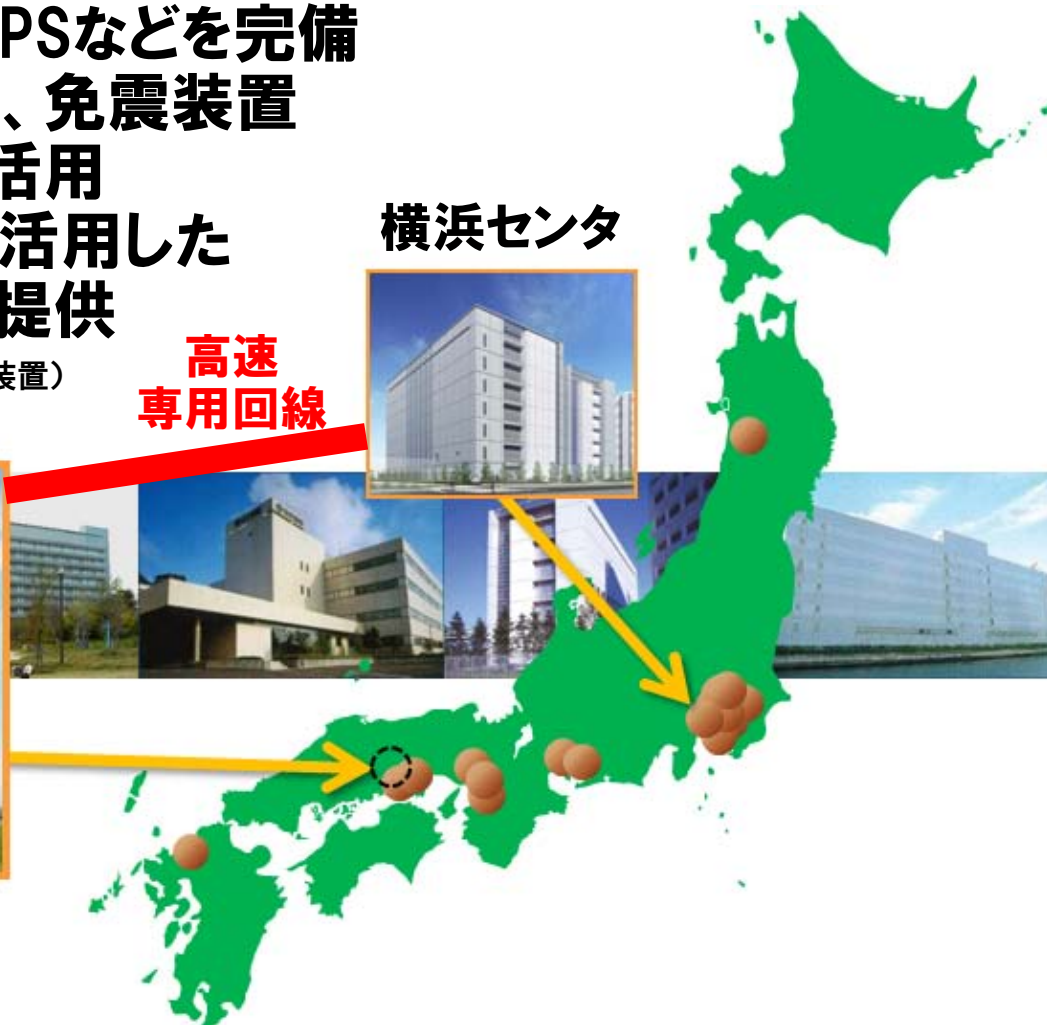 PSなどを完備
、免震装置
活用
活用した
提供
装置）
横浜センタ
高速
専用回線